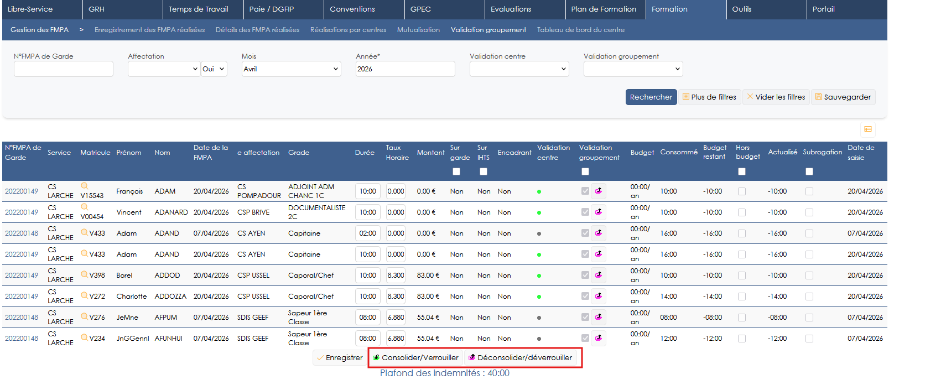 Libre-Service GRH Temps de Travail Paie / DGFIP Conventions GPEC Evaluations Plan de Formation Formation Outils Portail
Gestion des FMPA > Enregistrement des FMPA réalisées Détails des FMPA réalisées Réalisations par centres Mutualisation Validation groupement Tableau de bord du centre
N°FMPA de Garde Affectation Mois Année* Validation centre Validation groupement
Oui Avril 2026
Rechercher Plus de filtres Vider les filtres Sauvegarder
N°FMPA de Garde Service Matricule Prénom Nom Date de la FMPA e affectation Grade Durée Taux Horaire Montant Sur garde Sur IHTS Encadrant Validation centre Validation groupement Budget Consommé Budget restant Hors budget Actualisé Subrogation Date de saisie
202200149 CS LARCHE V15543 François ADAM 20/04/2026 CS POMPADOUR ADJOINT ADM CHANC 1C 10:00 0,000 0.00 € Non Non Non 00:00/an 10:00 -10:00 -10:00 20/04/2026
202200149 CS LARCHE V00454 Vincent ADANARD 20/04/2026 CSP BRIVE DOCUMENTALISTE 2C 10:00 0,000 0.00 € Non Non Non 00:00/an 10:00 -10:00 -10:00 20/04/2026
202200148 CS LARCHE V433 Adam ADAND 07/04/2026 CS AYEN Capitaine 02:00 0,000 0.00 € Non Non Non 00:00/an 16:00 -16:00 -16:00 07/04/2026
202200149 CS LARCHE V433 Adam ADAND 20/04/2026 CS AYEN Capitaine 10:00 0,000 0.00 € Non Non Non 00:00/an 16:00 -16:00 -16:00 20/04/2026
202200149 CS LARCHE V398 Borel ADDOD 20/04/2026 CSP USSEL Caporal/Chef 10:00 8,300 83.00 € Non Non Non 00:00/an 10:00 -10:00 -10:00 20/04/2026
202200149 CS LARCHE V272 Charlotte ADDOZZA 20/04/2026 CSP USSEL Caporal/Chef 10:00 8,300 83.00 € Non Non Non 00:00/an 14:00 -14:00 -14:00 20/04/2026
202200148 CS LARCHE V276 JeMne AFPUM 07/04/2026 SDIS GEEF Sapeur 1ère Classe 08:00 6,880 55.04 € Non Non Non 00:00/an 08:00 -08:00 -08:00 07/04/2026
202200148 CS LARCHE V234 JnGGennl AFUNHUI 07/04/2026 SDIS GEEF Sapeur 1ère Classe 08:00 6,880 55.04 € Non Non Non 00:00/an 12:00 -12:00 -12:00 07/04/2026
Enregistrer Consolider/Verrouiller Déconsolider/déverrouiller
Plafond des indemnités : 40:00